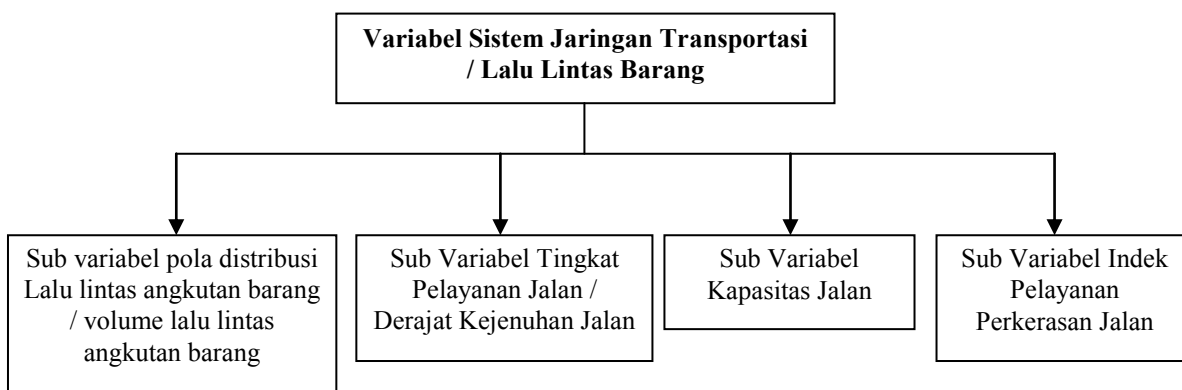 Variabel Sistem Jaringan Transportasi
/ Lalu Lintas Barang
Sub variabel pola distribusi
Lalu lintas angkutan barang
/ volume lalu lintas
angkutan barang
Sub Variabel Tingkat
Pelayanan Jalan /
Derajat Kejenuhan Jalan
Sub Variabel
Kapasitas Jalan
Sub Variabel Indek
Pelayanan
Perkerasan Jalan